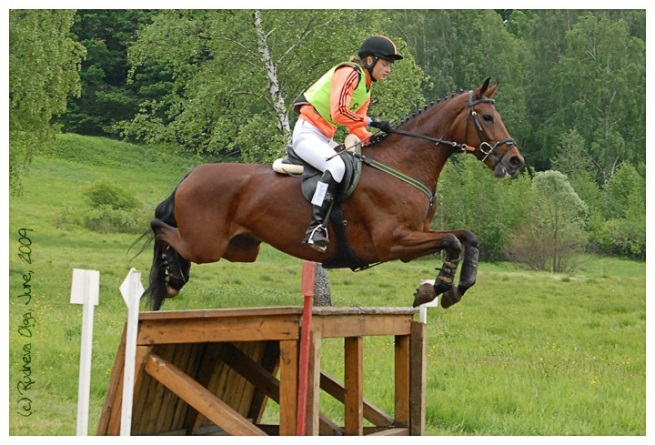 (c) Rudneva Olga, June, 2009